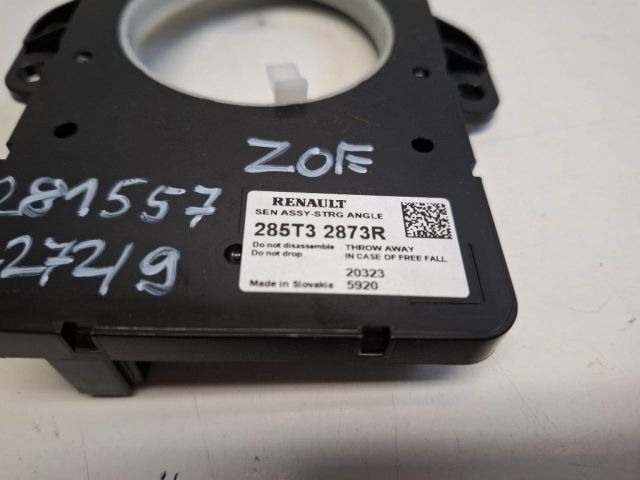 ZOE
281557
27219
RENAULT
SEN ASSY-STRG ANGLE
285T3 2873R
Do not disassemble THROW AWAY
Do not drop IN CASE OF FREE FALL
20323
Made in Slovakia 5920